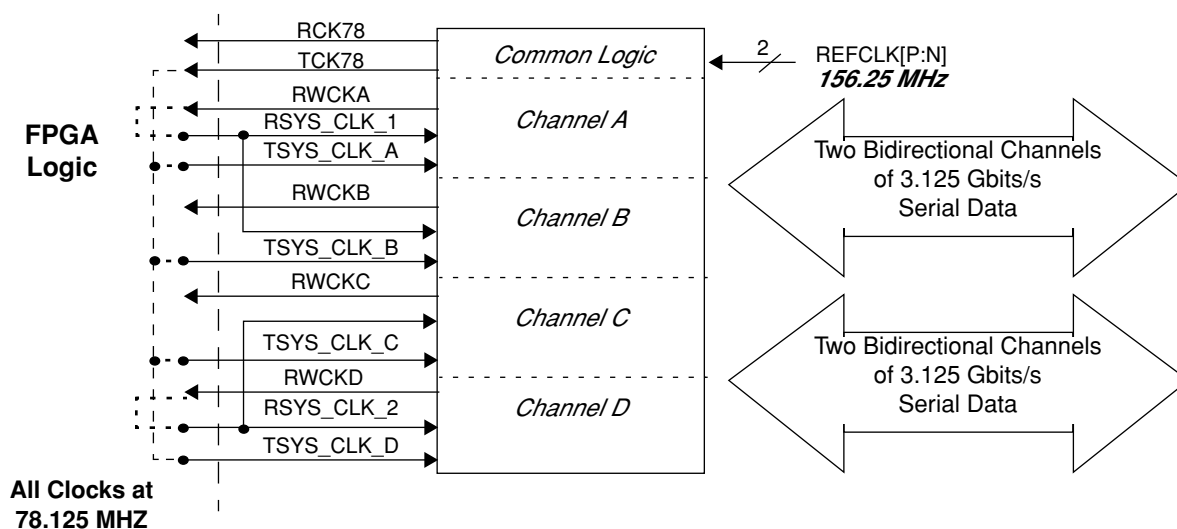 RCK78
TCK78
RWCKA
RSYS_CLK_1
TSYS_CLK_A
RWCKB
TSYS_CLK_B
RWCKC
TSYS_CLK_C
RWCKD
RSYS_CLK_2
TSYS_CLK_D
FPGA
Logic
All Clocks at
78.125 MHZ
Common Logic
Channel A
Channel B
Channel C
Channel D
2
REFCLK[P:N]
156.25 MHz
Two Bidirectional Channels
of 3.125 Gbits/s
Serial Data
Two Bidirectional Channels
of 3.125 Gbits/s
Serial Data